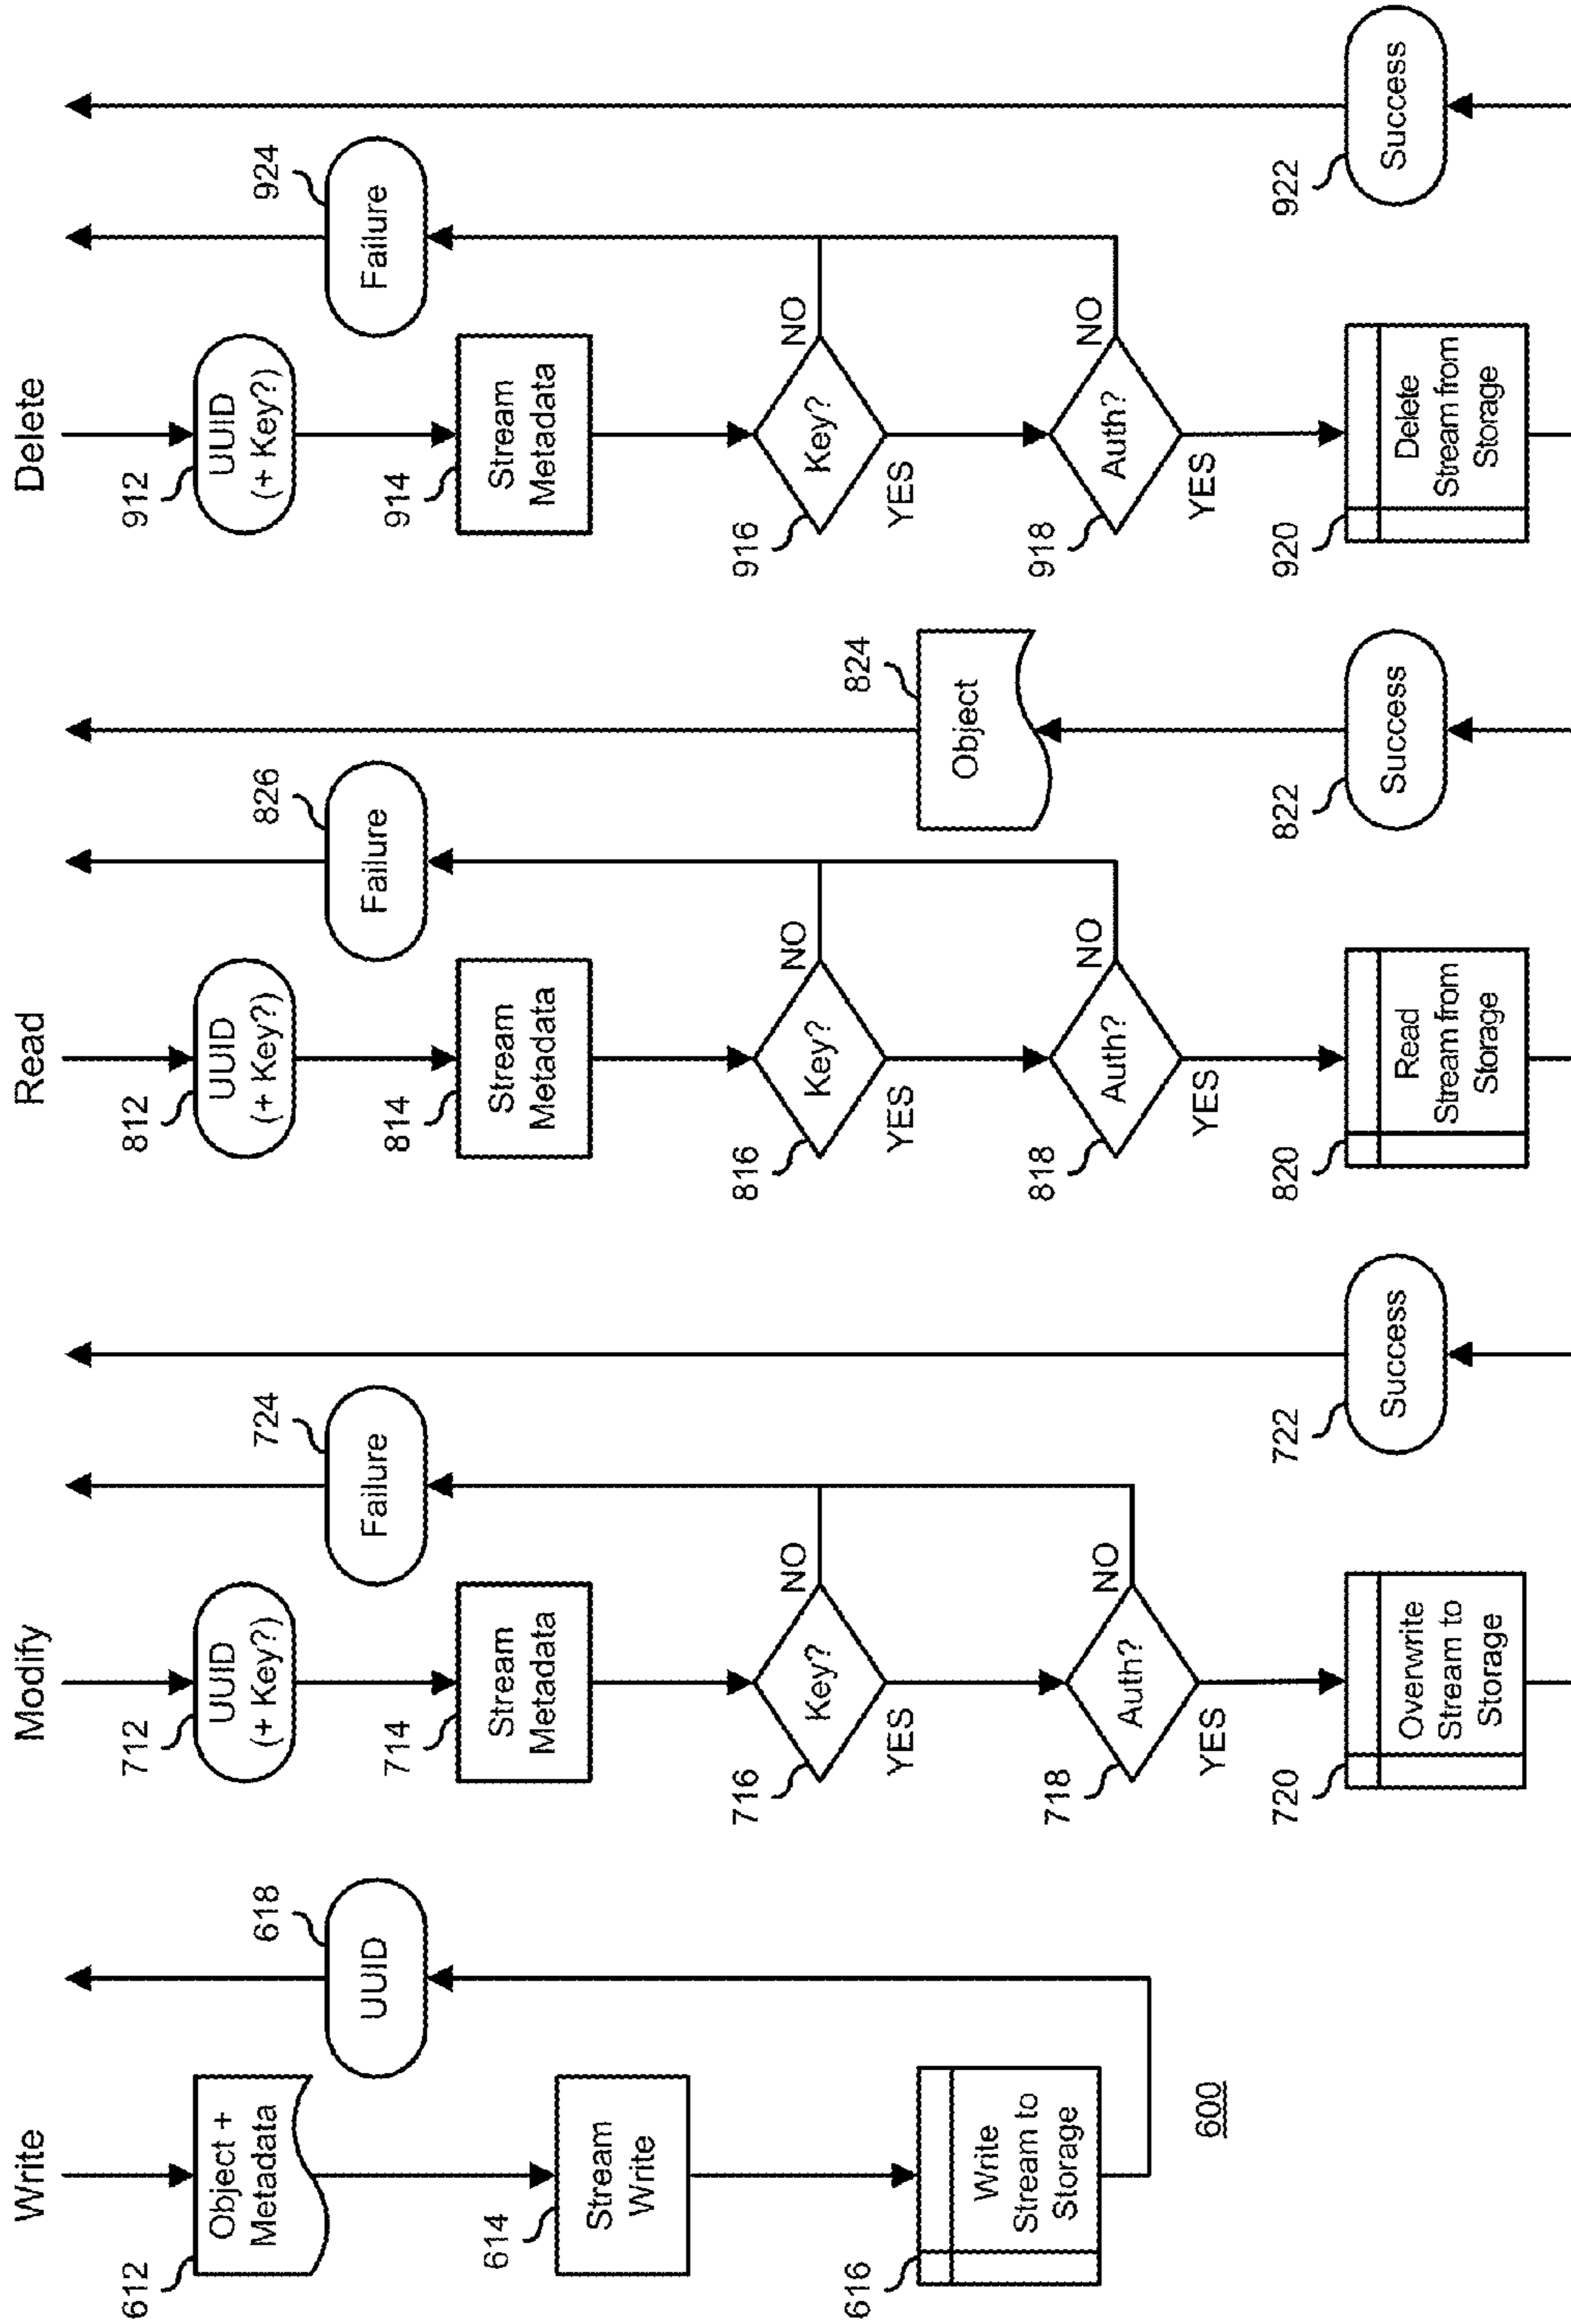 Write
612
Object +
Metadata
618
UUID
614
Stream
Write
616
Write
Stream to
Storage
600
Modify
712
UUID
(+ Key?)
724
Failure
714
Stream
Metadata
716
Key?
NO
YES
718
Auth?
NO
YES
720
Overwrite
Stream to
Storage
722
Success
Read
812
UUID
(+ Key?)
826
Failure
814
Stream
Metadata
816
Key?
NO
YES
824
Object
818
Auth?
NO
YES
820
Read
Stream from
Storage
822
Success
Delete
912
UUID
(+ Key?)
924
Failure
914
Stream
Metadata
916
Key?
NO
YES
918
Auth?
NO
YES
920
Delete
Stream from
Storage
922
Success